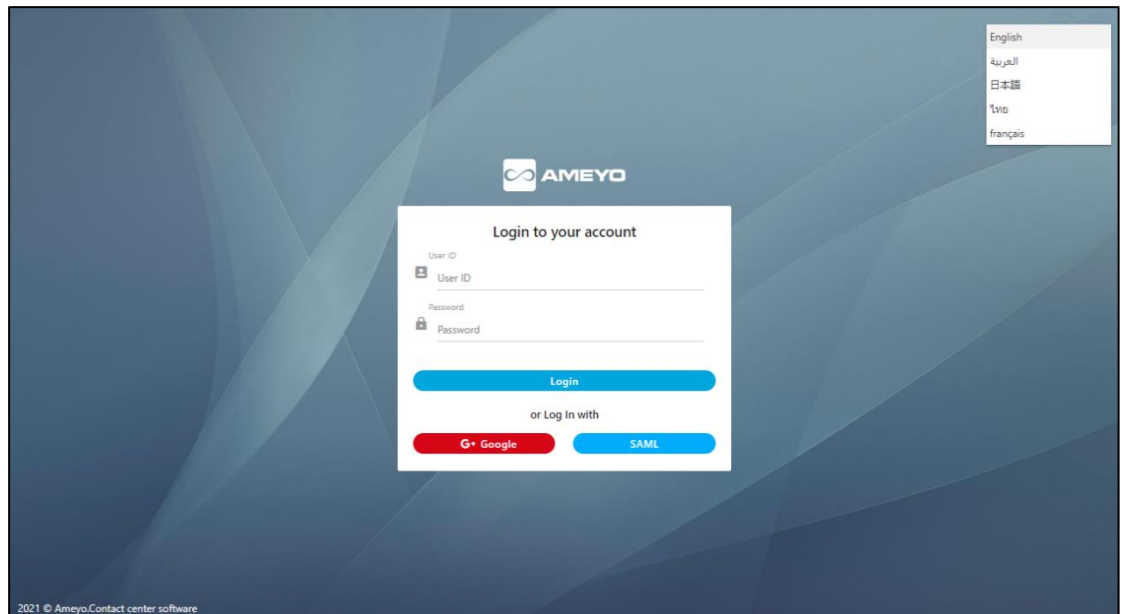 English
العربية
日本語
ไทย
français
AMEYO
Login to your account
User ID
User ID
Password
Password
Login
or Log In with
G+ Google
SAML
2021 © Ameyo.Contact center software